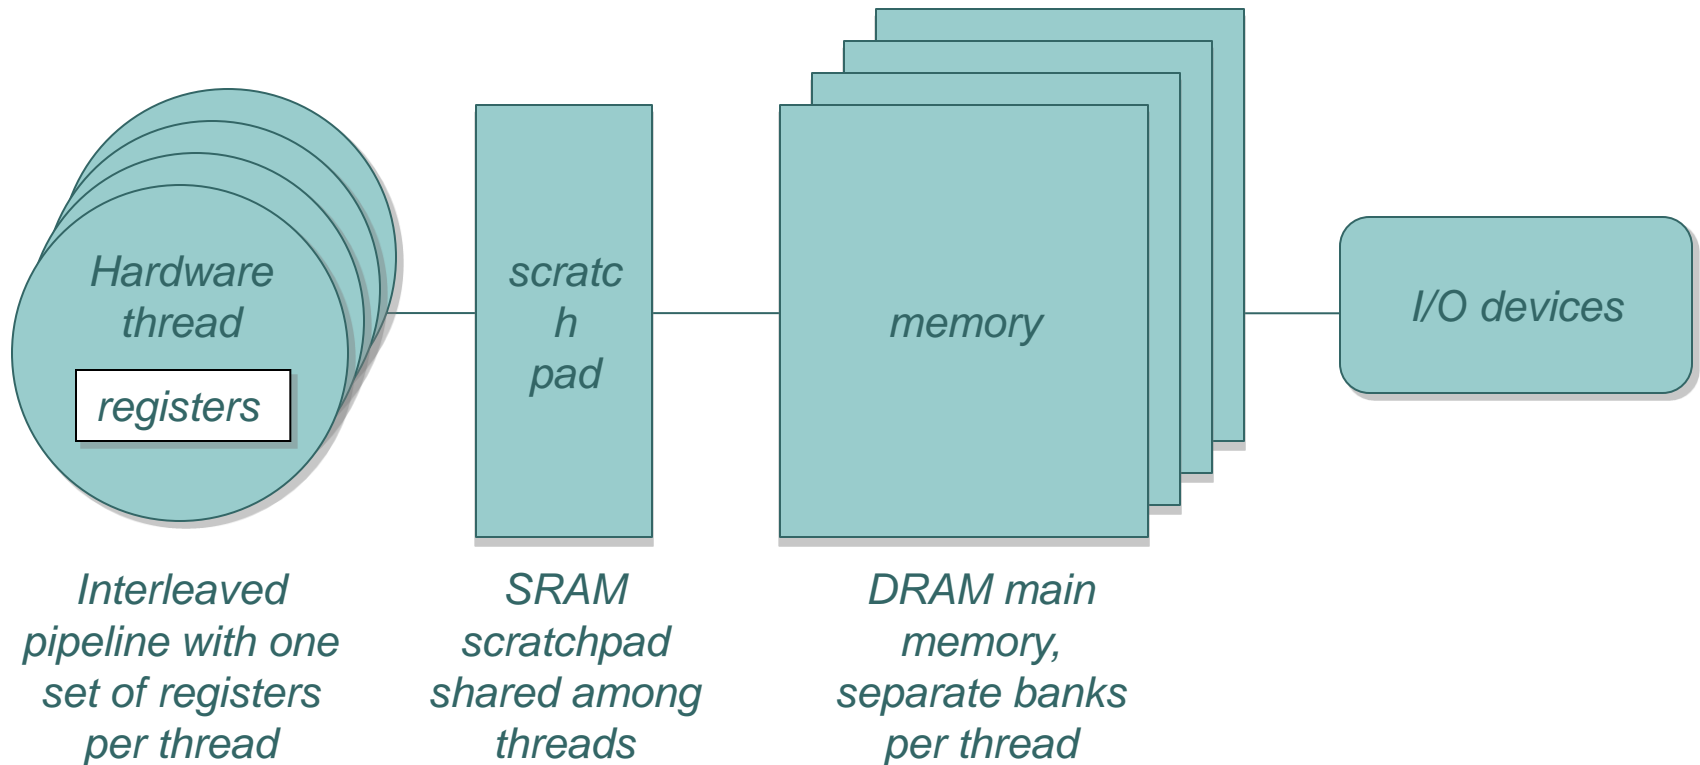 Hardware
thread
registers
scratc
h
pad
memory
I/O devices
Interleaved
pipeline with one
set of registers
per thread
SRAM
scratchpad
shared among
threads
DRAM main
memory,
separate banks
per thread